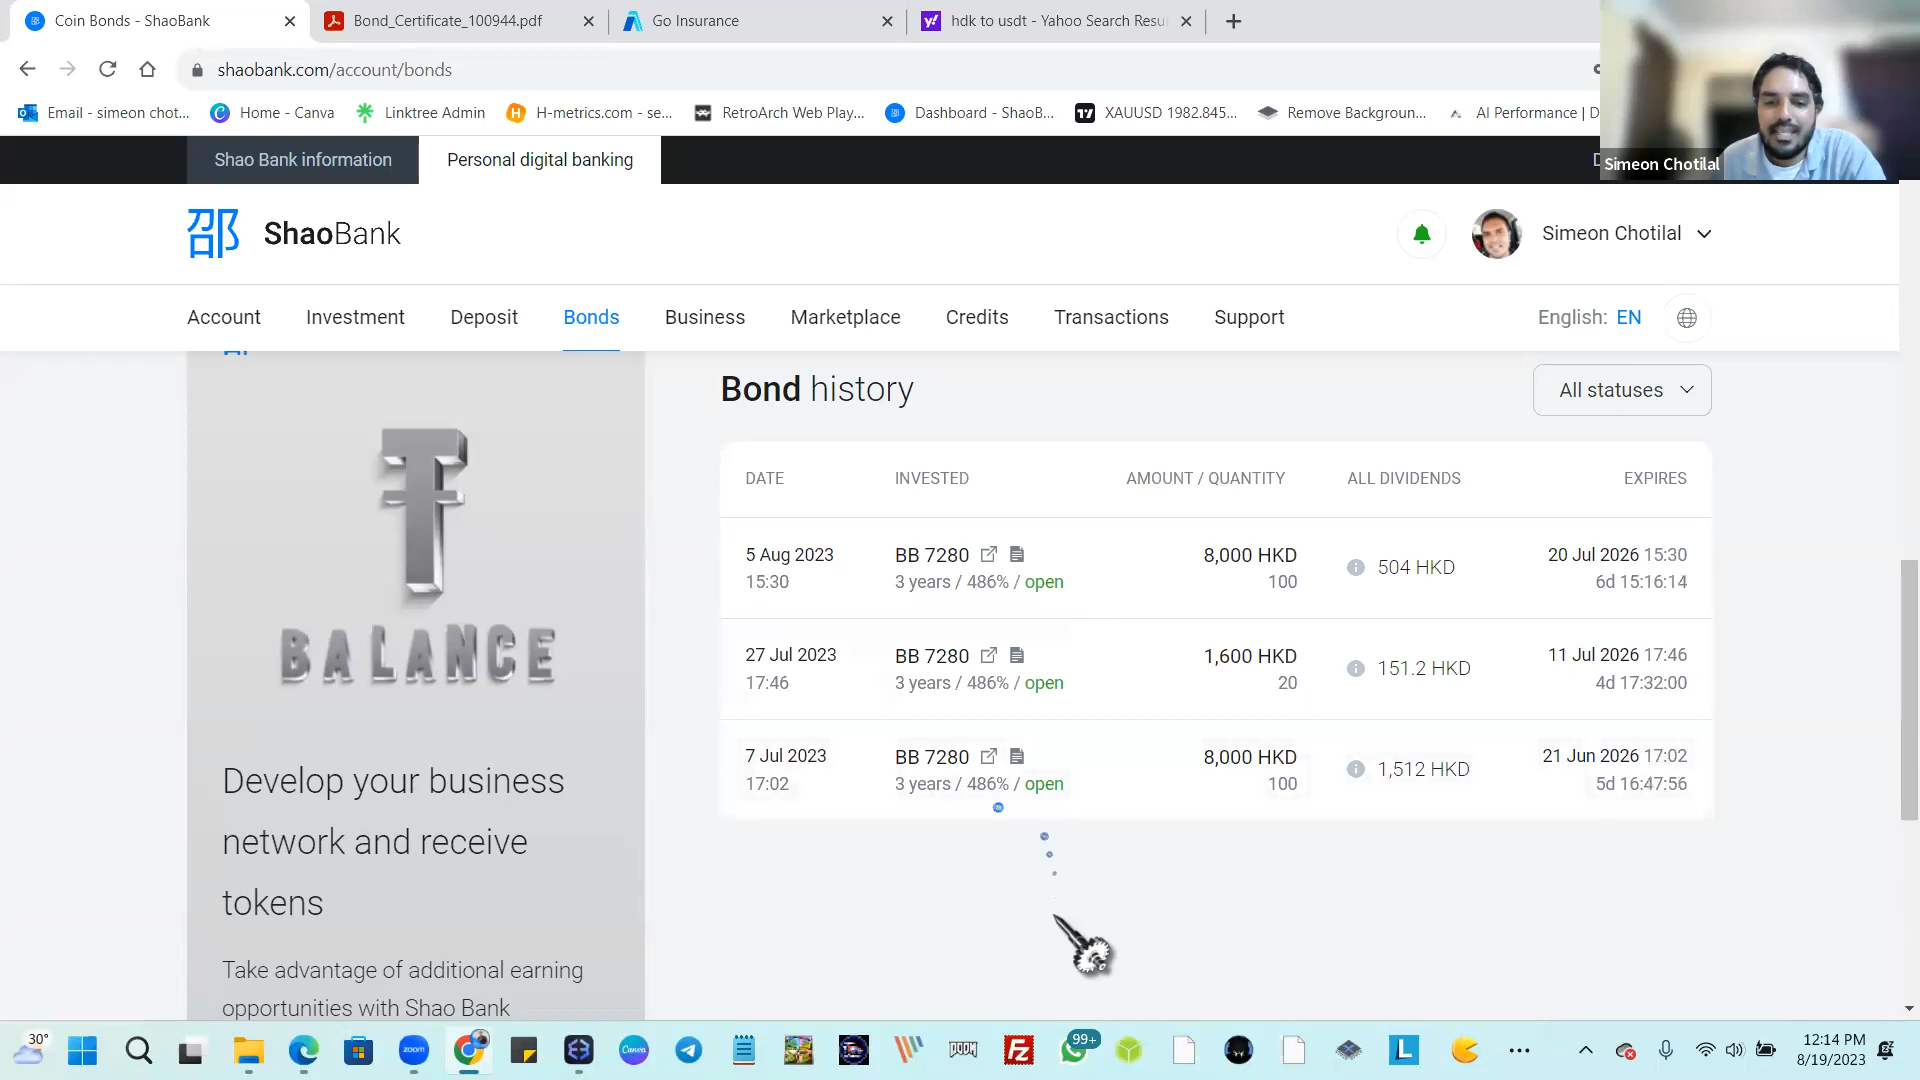 Coin Bonds - ShaoBank
Bond_Certificate_100944.pdf
Go Insurance
hdk to usdt - Yahoo Search Resu
shaobank.com/account/bonds
Email - simeon chot...
Home - Canva
Linktree Admin
H-metrics.com - se...
RetroArch Web Play...
Dashboard - ShaoB...
XAUUSD 1982.845...
Remove Backgroun...
AI Performance | D
Simeon Chotilal
Shao Bank information
Personal digital banking
邵 ShaoBank
Simeon Chotilal
Account
Investment
Deposit
Bonds
Business
Marketplace
Credits
Transactions
Support
English: EN
BALANCE
Develop your business
network and receive
tokens
Take advantage of additional earning
opportunities with Shao Bank
Bond history
All statuses
DATE INVESTED AMOUNT / QUANTITY ALL DIVIDENDS EXPIRES
5 Aug 2023 BB 7280 8,000 HKD 504 HKD 20 Jul 2026 15:30
15:30 3 years / 486% / open 100 6d 15:16:14
27 Jul 2023 BB 7280 1,600 HKD 151.2 HKD 11 Jul 2026 17:46
17:46 3 years / 486% / open 20 4d 17:32:00
7 Jul 2023 BB 7280 8,000 HKD 1,512 HKD 21 Jun 2026 17:02
17:02 3 years / 486% / open 100 5d 16:47:56
30°
zoom
Canva
DOOM
FZ
99+
L
12:14 PM
8/19/2023